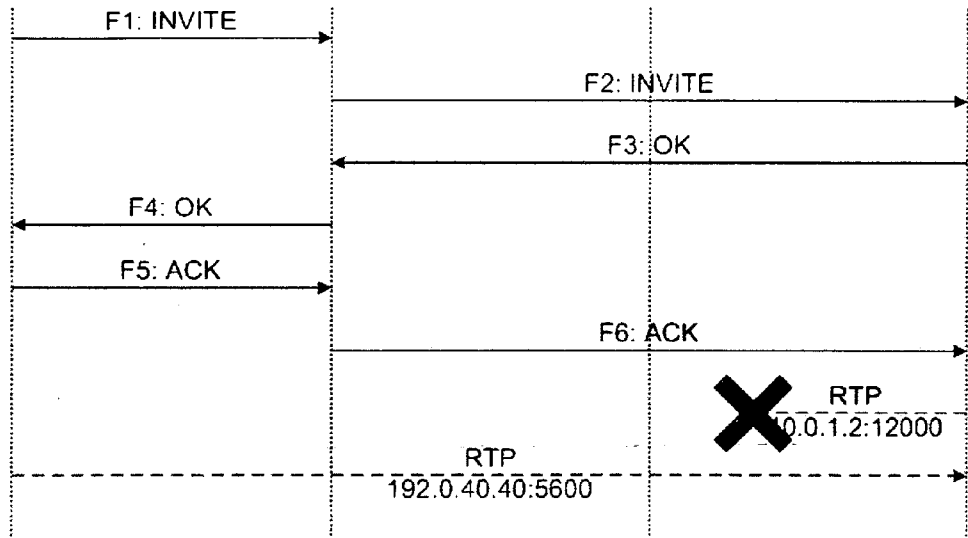 F1: INVITE
F2: INVITE
F3: OK
F4: OK
F5: ACK
F6: ACK
RTP
0.0.1.2:12000
RTP
192.0.40.40:5600